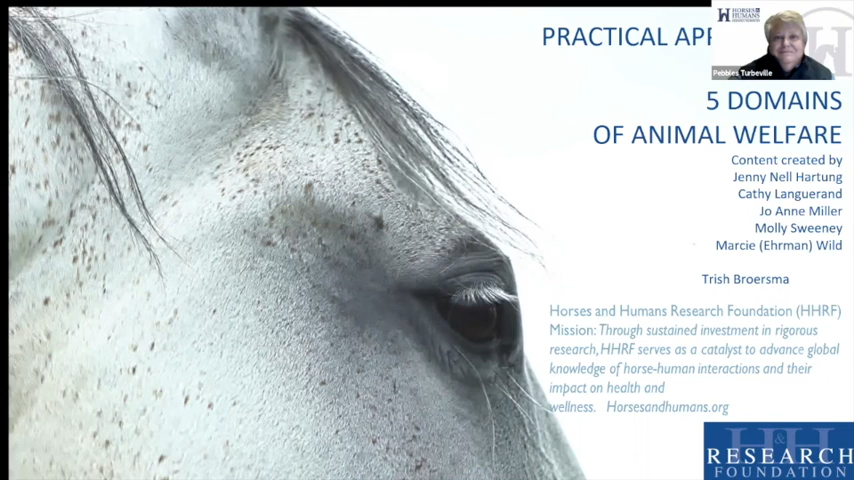 PRACTICAL APP
HORSES &
HUMANS
Pebbles Turbeville
5 DOMAINS
OF ANIMAL WELFARE
Content created by
Jenny Nell Hartung
Cathy Languerand
Jo Anne Miller
Molly Sweeney
Marcie (Ehrman) Wild
Trish Broersma
Horses and Humans Research Foundation (HHRF)
Mission: Through sustained investment in rigorous
research, HHRF serves as a catalyst to advance global
knowledge of horse-human interactions and their
impact on health and
wellness. Horsesandhumans.org
H&H
RESEARCH
FOUNDATION